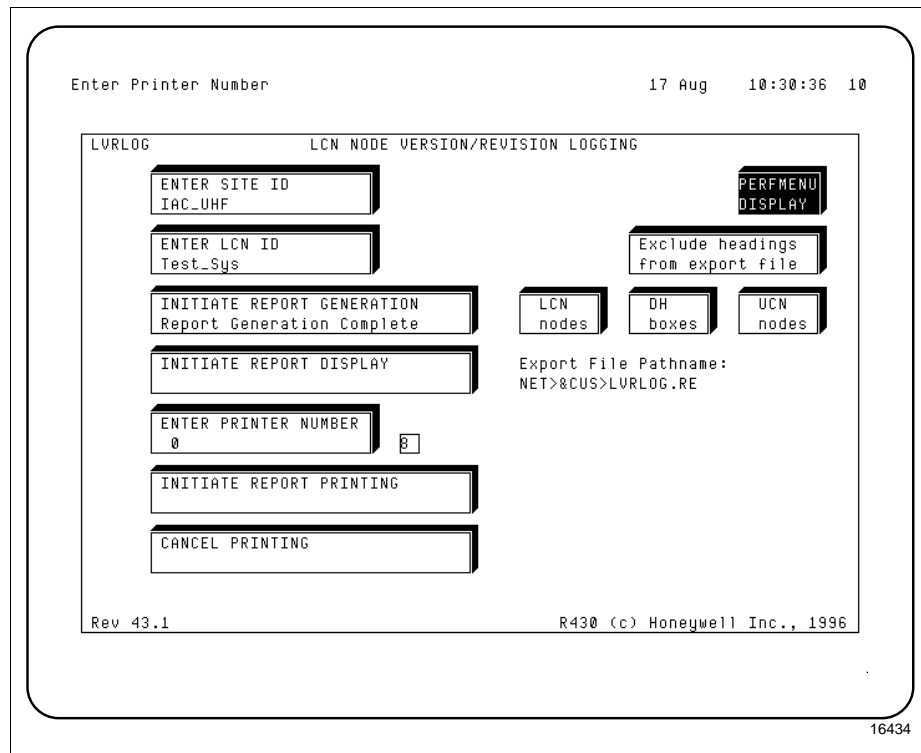 Enter Printer Number 17 Aug 10:30:36 10
LVRLOG LCN NODE VERSION/REVISION LOGGING
ENTER SITE ID
IAC_UHF
PERFMENU
DISPLAY
ENTER LCN ID
Test_Sys
Exclude headings
from export file
INITIATE REPORT GENERATION
Report Generation Complete
LCN
nodes
DH
boxes
UCN
nodes
INITIATE REPORT DISPLAY
Export File Pathname:
NET>&CUS>LVRLOG.RE
ENTER PRINTER NUMBER
0
8
INITIATE REPORT PRINTING
CANCEL PRINTING
Rev 43.1 R430 (c) Honeywell Inc., 1996
16434